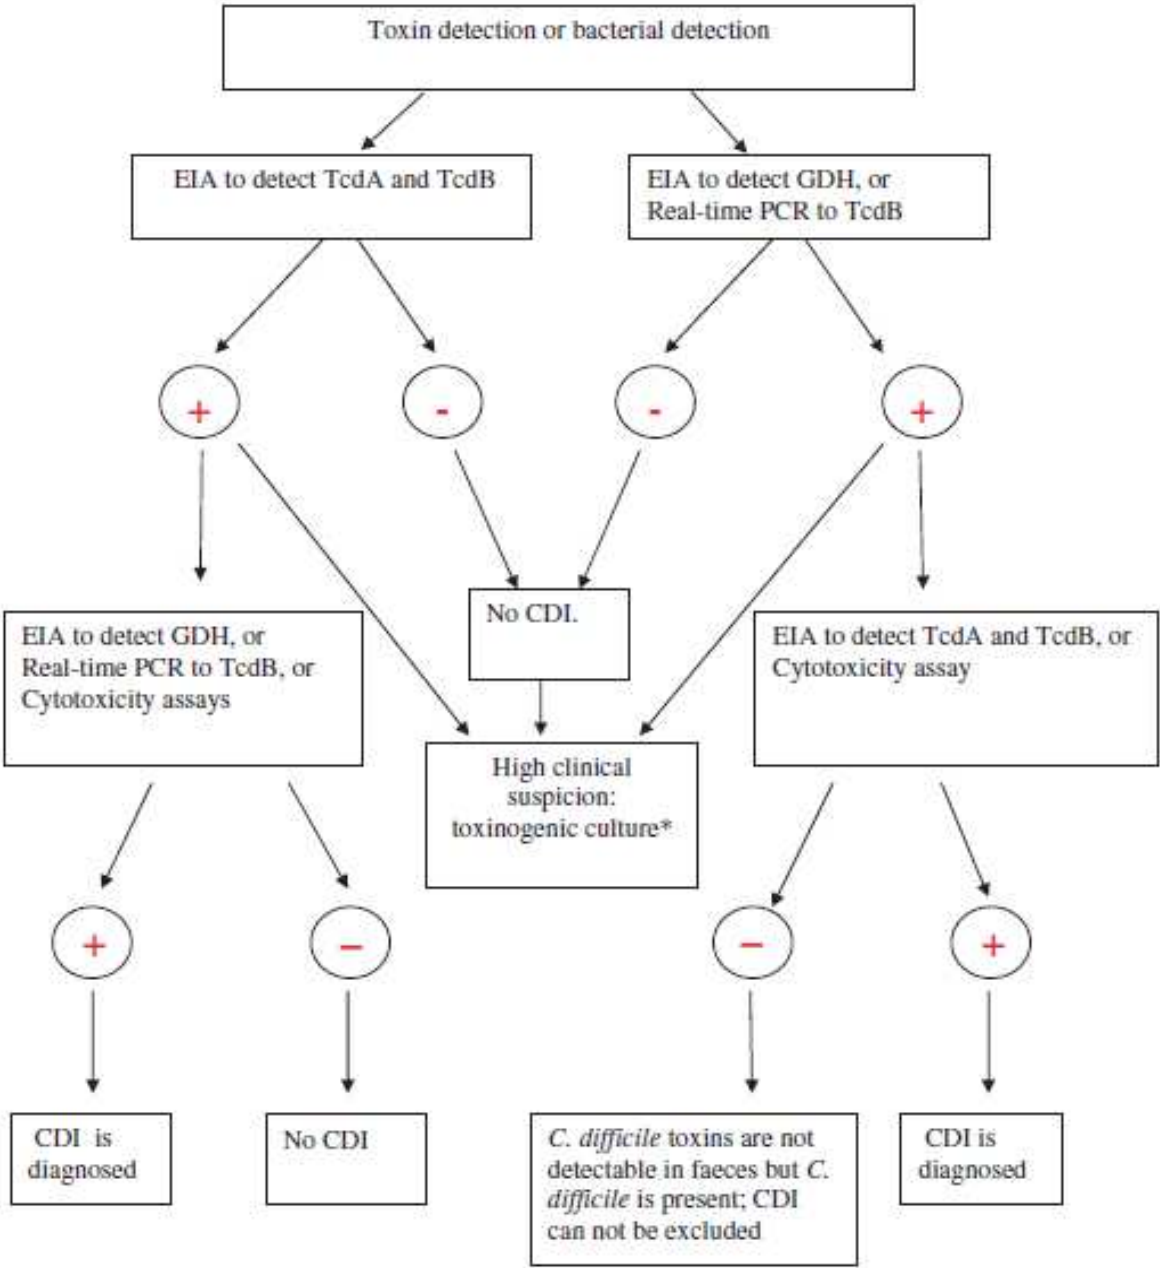 Toxin detection or bacterial detection
EIA to detect TcdA and TcdB
EIA to detect GDH, or
Real-time PCR to TcdB
+
-
-
+
No CDI.
EIA to detect GDH, or
Real-time PCR to TcdB, or
Cytotoxicity assays
EIA to detect TcdA and TcdB, or
Cytotoxicity assay
High clinical
suspicion:
toxinogenic culture*
+
–
–
+
CDI is
diagnosed
No CDI
C. difficile toxins are not
detectable in faeces but C.
difficile is present; CDI
can not be excluded
CDI is
diagnosed